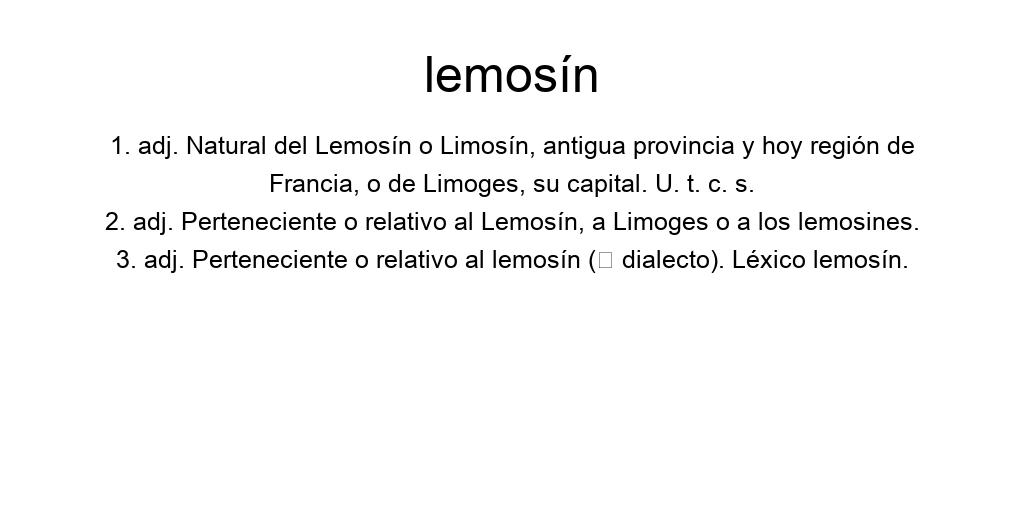 lemosín
1. adj. Natural del Lemosín o Limosín, antigua provincia y hoy región de
Francia, o de Limoges, su capital. U. t. c. s.
2. adj. Perteneciente o relativo al Lemosín, a Limoges o a los lemosines.
3. adj. Perteneciente o relativo al lemosín (□ dialecto). Léxico lemosín.